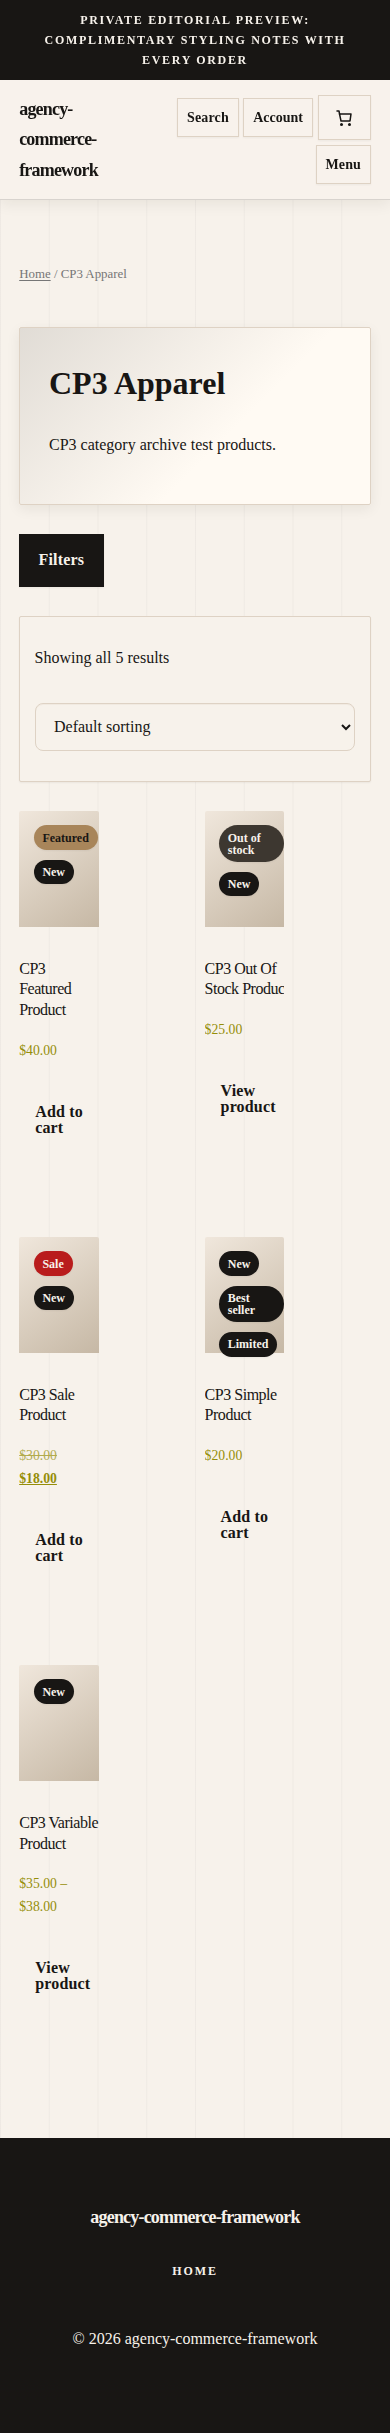 PRIVATE EDITORIAL PREVIEW:
COMPLIMENTARY STYLING NOTES WITH
EVERY ORDER
agency-
commerce-
framework
Search
Account
Menu
Home / CP3 Apparel
CP3 Apparel
CP3 category archive test products.
Filters
Showing all 5 results
Default sorting
Featured
New
CP3
Featured
Product
$40.00
Add to
cart
Out of
stock
New
CP3 Out Of
Stock Produc
$25.00
View
product
Sale
New
CP3 Sale
Product
$30.00
$18.00
Add to
cart
New
Best
seller
Limited
CP3 Simple
Product
$20.00
Add to
cart
New
CP3 Variable
Product
$35.00 –
$38.00
View
product
agency-commerce-framework
HOME
© 2026 agency-commerce-framework